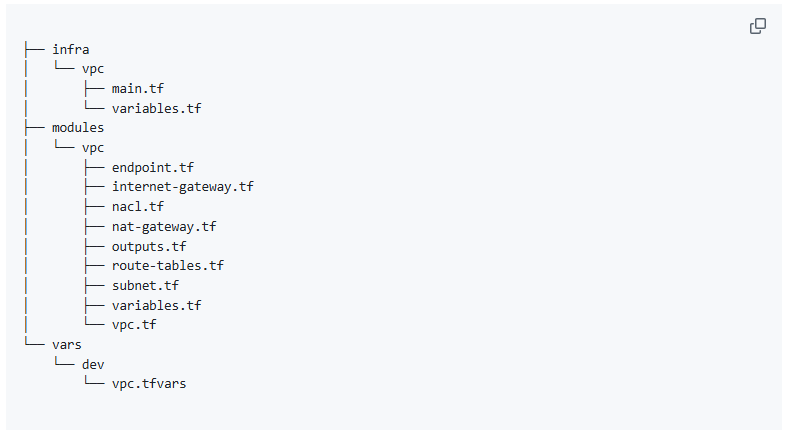 ├── infra
│   └── vpc
│       ├── main.tf
│       └── variables.tf
├── modules
│   └── vpc
│       ├── endpoint.tf
│       ├── internet-gateway.tf
│       ├── nacl.tf
│       ├── nat-gateway.tf
│       ├── outputs.tf
│       ├── route-tables.tf
│       ├── subnet.tf
│       ├── variables.tf
│       └── vpc.tf
└── vars
    └── dev
        └── vpc.tfvars